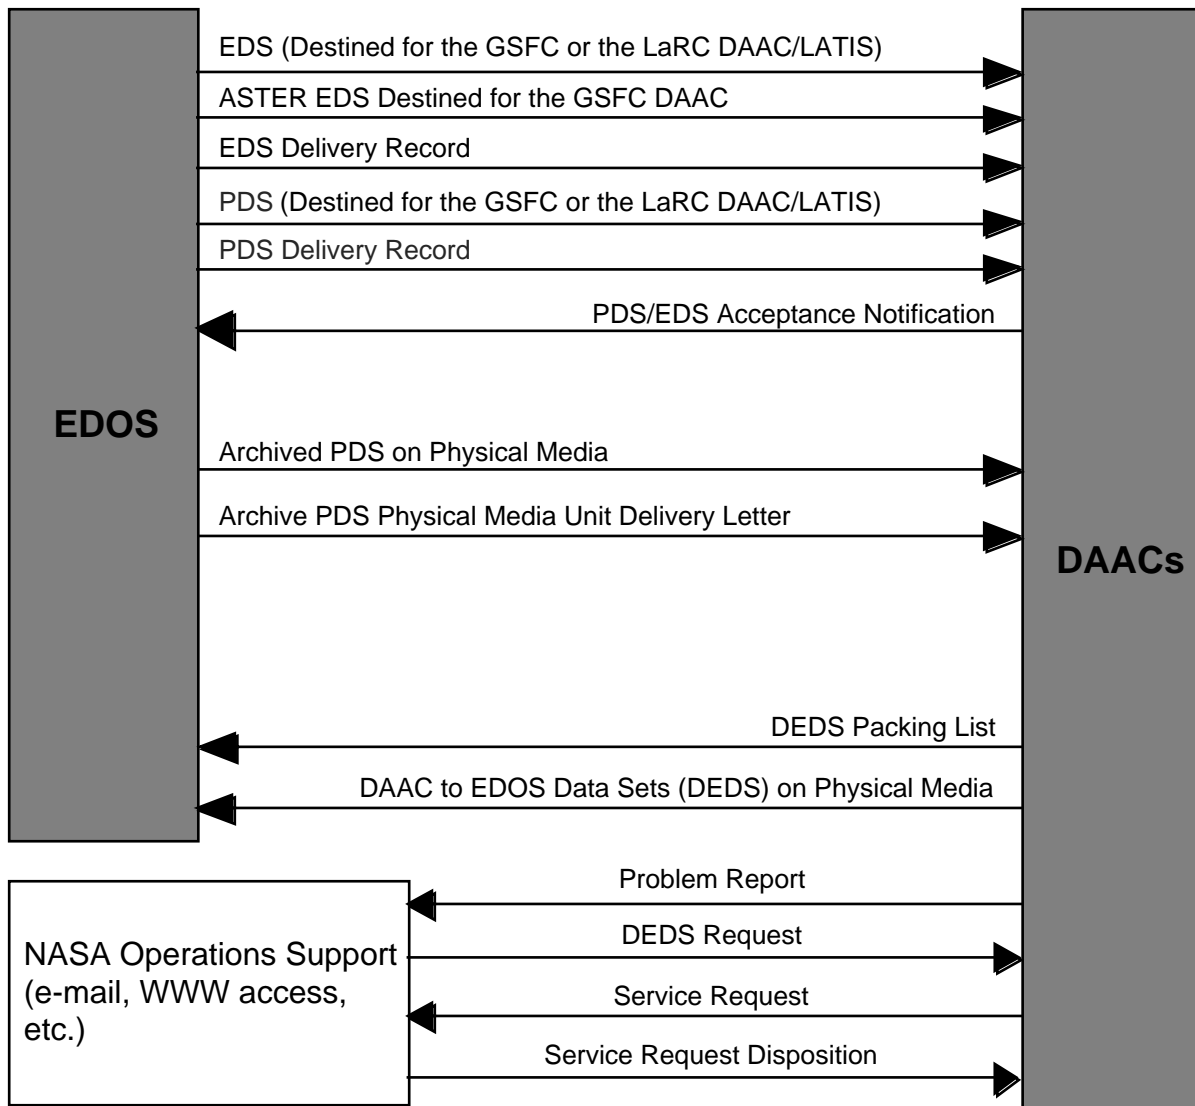 EDS (Destined for the GSFC or the LaRC DAAC/LATIS)
ASTER EDS Destined for the GSFC DAAC
EDS Delivery Record
PDS (Destined for the GSFC or the LaRC DAAC/LATIS)
PDS Delivery Record
PDS/EDS Acceptance Notification
EDOS
Archived PDS on Physical Media
Archive PDS Physical Media Unit Delivery Letter
DAACs
DEDS Packing List
DAAC to EDOS Data Sets (DEDS) on Physical Media
Problem Report
DEDS Request
NASA Operations Support
(e-mail, WWW access,
etc.)
Service Request
Service Request Disposition